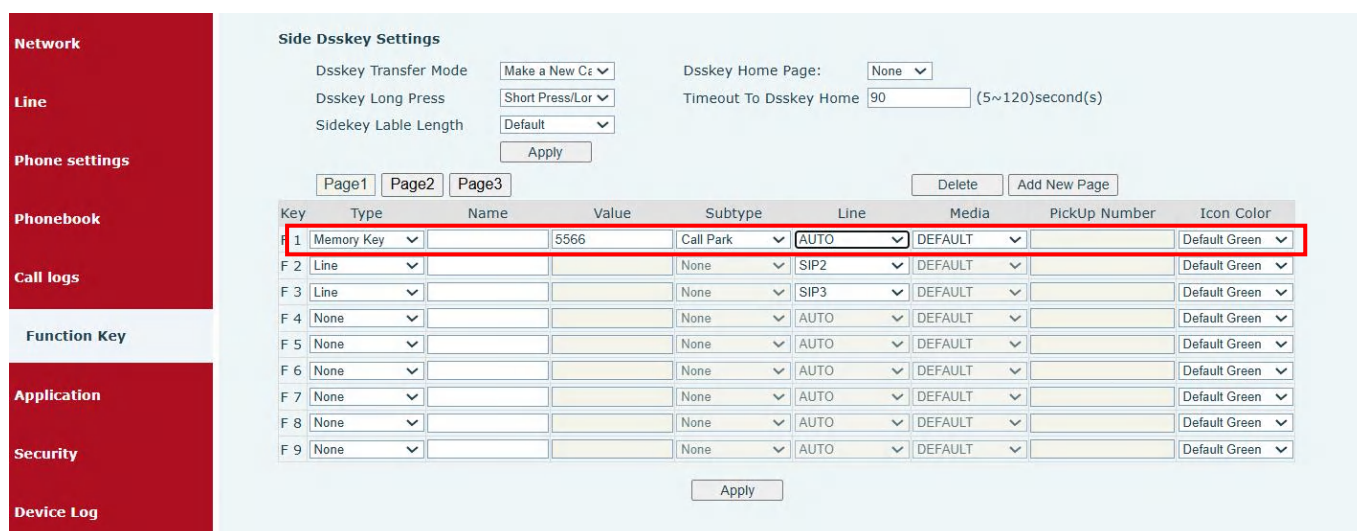 Network
Line
Phone settings
Phonebook
Call logs
Function Key
Application
Security
Device Log
Side Dsskey Settings
Dsskey Transfer Mode Make a New Ca Dsskey Home Page: None
Dsskey Long Press Short Press/Lor Timeout To Dsskey Home 90 (5~120)second(s)
Sidekey Lable Length Default
Apply
Page1 Page2 Page3 Delete Add New Page
Key Type Name Value Subtype Line Media PickUp Number Icon Color
F 1 Memory Key 5566 Call Park AUTO DEFAULT Default Green
F 2 Line None SIP2 DEFAULT Default Green
F 3 Line None SIP3 DEFAULT Default Green
F 4 None None AUTO DEFAULT Default Green
F 5 None None AUTO DEFAULT Default Green
F 6 None None AUTO DEFAULT Default Green
F 7 None None AUTO DEFAULT Default Green
F 8 None None AUTO DEFAULT Default Green
F 9 None None AUTO DEFAULT Default Green
Apply